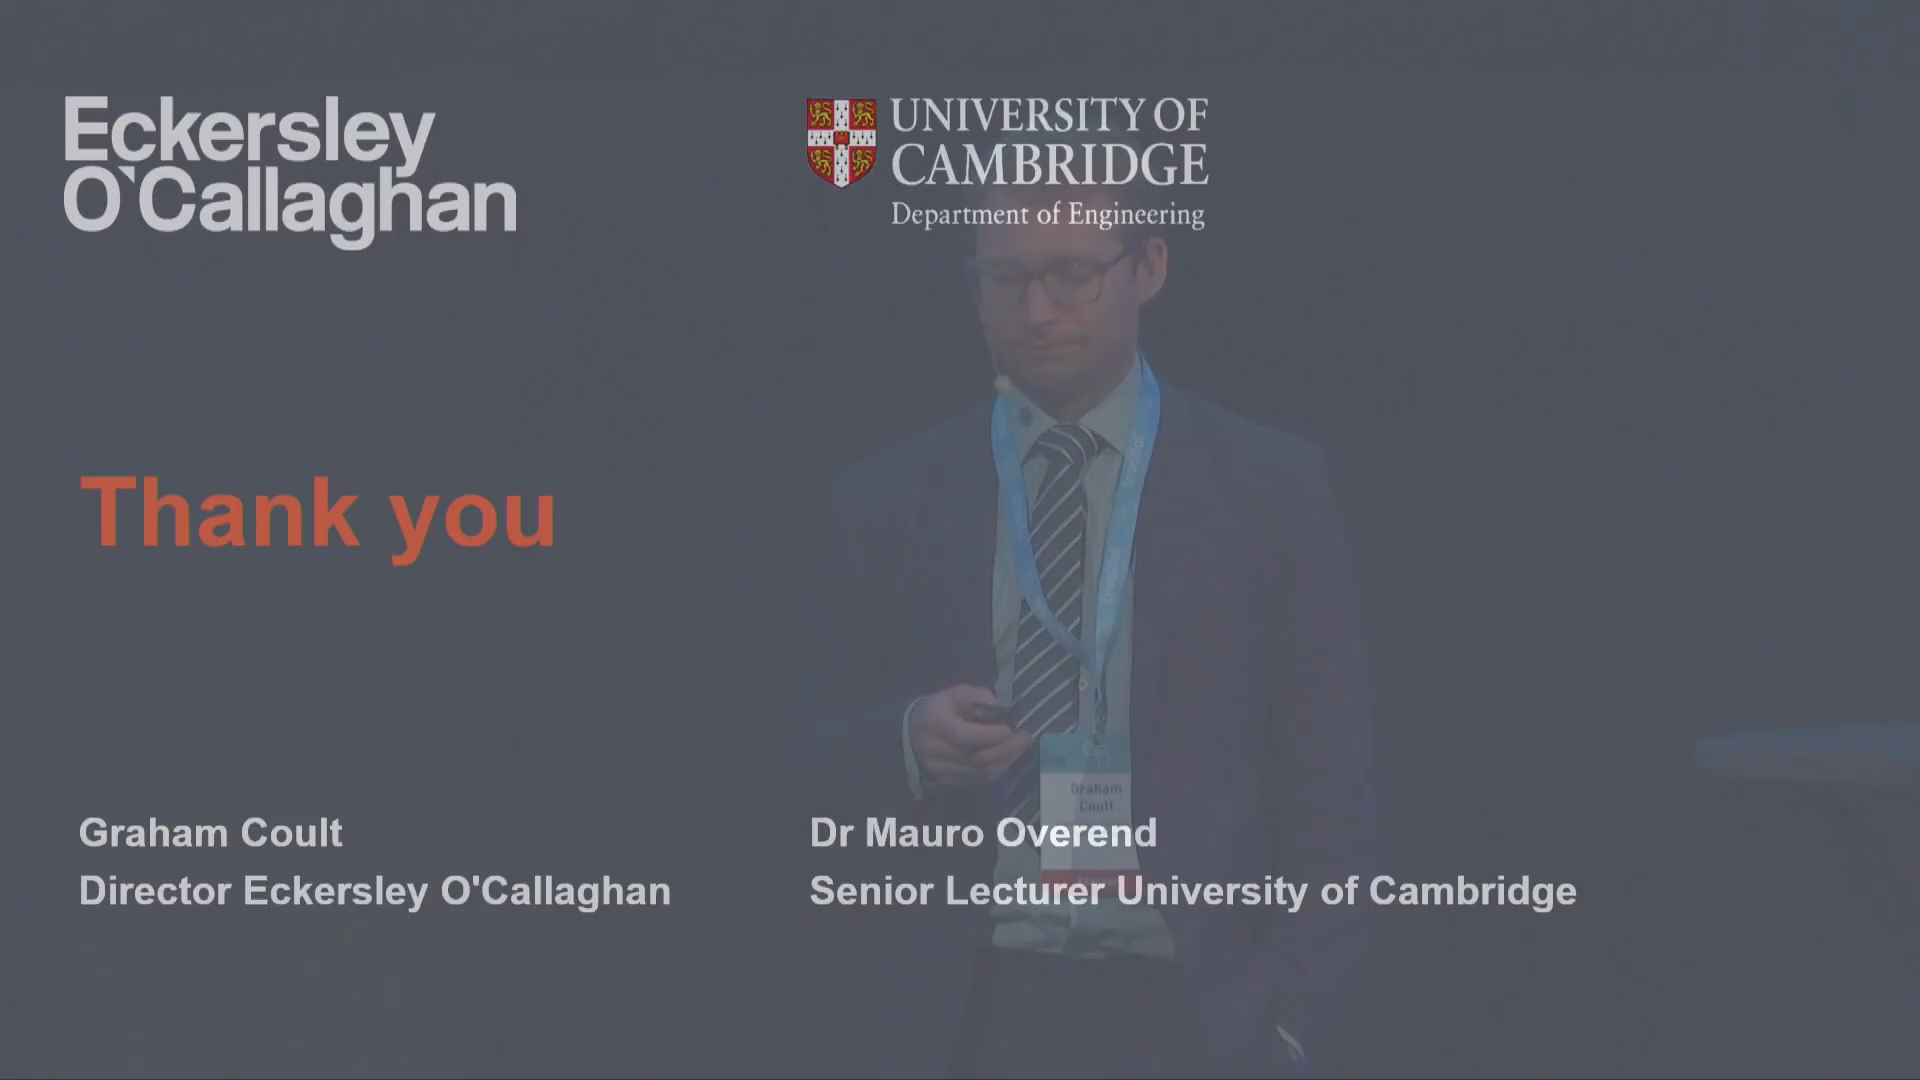 Eckersley
O'Callaghan
UNIVERSITY OF
CAMBRIDGE
Department of Engineering
Thank you
Graham
Coult
Graham Coult
Director Eckersley O'Callaghan
Dr Mauro Overend
Senior Lecturer University of Cambridge